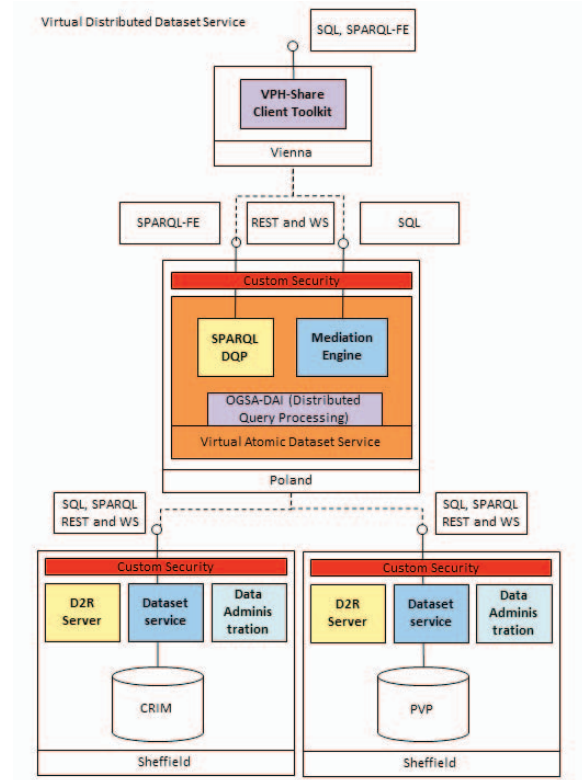 Virtual Distributed Dataset Service
SQL, SPARQL-FE
VPH-Share
Client Toolkit
Vienna
SPARQL-FE
REST and WS
SQL
Custom Security
SPARQL
DQP
Mediation
Engine
OGSA-DAI (Distributed
Query Processing)
Virtual Atomic Dataset Service
Poland
SQL, SPARQL
REST and WS
SQL, SPARQL
REST and WS
Custom Security
D2R
Server
Dataset
service
Data
Adminis
tration
CRIM
Sheffield
Custom Security
D2R
Server
Dataset
service
Data
Adminis
tration
PVP
Sheffield